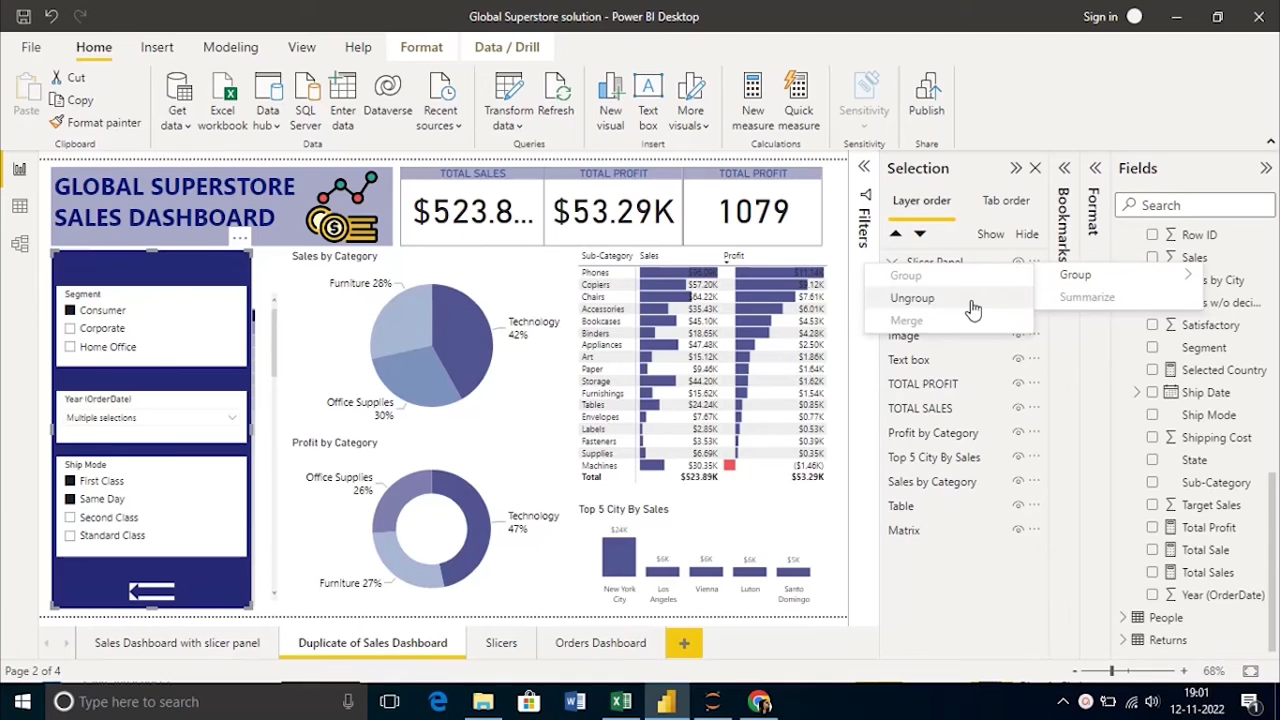 Global Superstore solution - Power BI Desktop
Sign in
File
Home
Insert
Modeling
View
Help
Format
Data / Drill
Paste
Cut
Copy
Format painter
Clipboard
Get data
Excel workbook
Data hub
SQL Server
Enter data
Dataverse
Recent sources
Data
Transform data
Refresh
Queries
New visual
Text box
More visuals
Insert
New measure
Quick measure
Calculations
Sensitivity
Sensitivity
Publish
Share
GLOBAL SUPERSTORE
SALES DASHBOARD
TOTAL SALES
$523.8...
TOTAL PROFIT
$53.29K
TOTAL PROFIT
1079
Segment
Consumer
Corporate
Home Office
Year (OrderDate)
Multiple selections
Ship Mode
First Class
Same Day
Second Class
Standard Class
Sales by Category
Furniture 28%
Technology
42%
Office Supplies
30%
Profit by Category
Office Supplies
26%
Technology
47%
Furniture 27%
Sub-Category Sales Profit
Phones
Copiers $57.20K $9.12K
Chairs $64.22K $7.61K
Accessories $35.43K $6.01K
Bookcases $45.10K $4.53K
Binders $18.65K $4.28K
Appliances $47.48K $2.50K
Art $15.12K $1.86K
Paper $9.46K $1.64K
Storage $44.20K $1.62K
Furnishings $15.62K $1.54K
Tables $24.24K $0.85K
Envelopes $7.67K $0.77K
Labels $2.85K $0.53K
Fasteners $3.53K $0.39K
Supplies $6.69K $0.35K
Machines $30.35K ($1.46K)
Total $523.89K $53.29K
Top 5 City By Sales
$24K
$6K
$6K
$6K
$5K
New York City
Los Angeles
Vienna
Luton
Santo Domingo
Filters
Selection
Layer order
Tab order
Show
Hide
Slicer Panel
Group
Ungroup
Merge
Group
Summarize
Image
Text box
TOTAL PROFIT
TOTAL SALES
Profit by Category
Top 5 City By Sales
Sales by Category
Table
Matrix
Bookmarks
Format
Fields
Search
Row ID
Sales
s by City
s w/o deci...
Satisfactory
Segment
Selected Country
Ship Date
Ship Mode
Shipping Cost
State
Sub-Category
Target Sales
Total Profit
Total Sale
Total Sales
Year (OrderDate)
People
Returns
Sales Dashboard with slicer panel
Duplicate of Sales Dashboard
Slicers
Orders Dashboard
Page 2 of 4
68%
Type here to search
19:01
12-11-2022
1